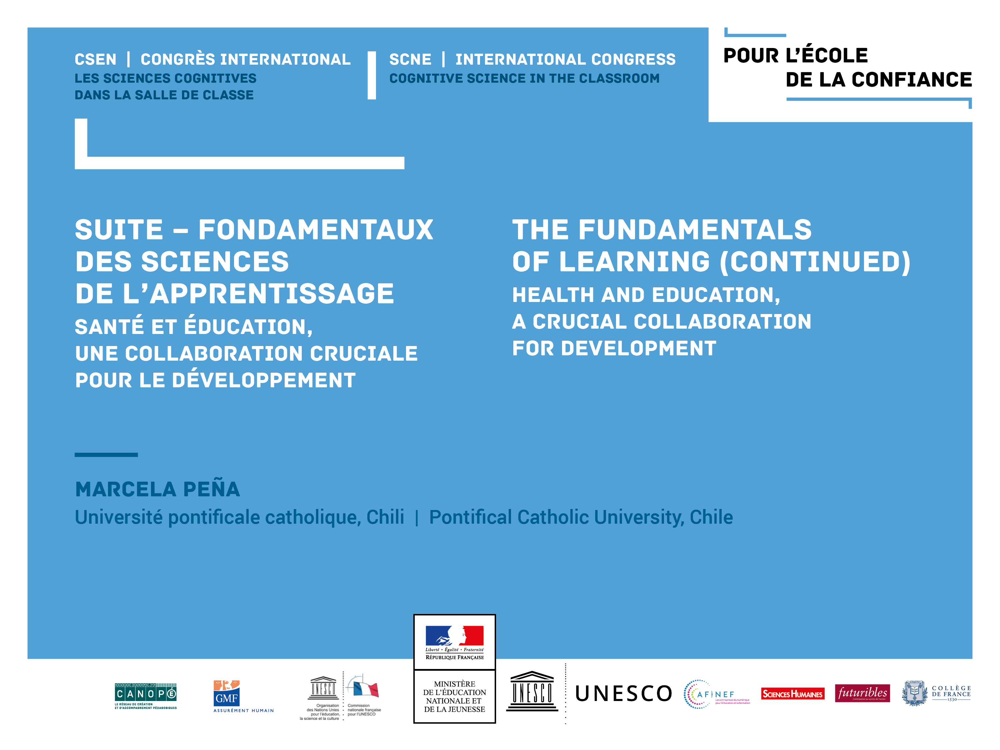 CSEN | CONGRÈS INTERNATIONAL
LES SCIENCES COGNITIVES
DANS LA SALLE DE CLASSE
SCNE | INTERNATIONAL CONGRESS
COGNITIVE SCIENCE IN THE CLASSROOM
POUR L'ÉCOLE
DE LA CONFIANCE
SUITE – FONDAMENTAUX
DES SCIENCES
DE L'APPRENTISSAGE
SANTÉ ET ÉDUCATION,
UNE COLLABORATION CRUCIALE
POUR LE DÉVELOPPEMENT
THE FUNDAMENTALS
OF LEARNING (CONTINUED)
HEALTH AND EDUCATION,
A CRUCIAL COLLABORATION
FOR DEVELOPMENT
MARCELA PEÑA
Université pontificale catholique, Chili | Pontifical Catholic University, Chile
RESEAU-CANOPE.FR
CANOPÉ
LE RÉSEAU DE CRÉATION
ET D'ACCOMPAGNEMENT PÉDAGOGIQUES
GMF
ASSURÉMENT HUMAIN
UNESCO
Organisation
des Nations Unies
pour l'éducation,
la science et la culture
Commission
nationale française
pour l'UNESCO
Liberté • Égalité • Fraternité
RÉPUBLIQUE FRANÇAISE
MINISTÈRE
DE L'ÉDUCATION
NATIONALE ET
DE LA JEUNESSE
UNESCO
UNESCO
AFINEF
Les entreprises du numérique
pour l'éducation et la formation
SCIENCES HUMAINES
futuribles
L'anticipation au service de l'action
COLLÈGE
DE FRANCE
1530